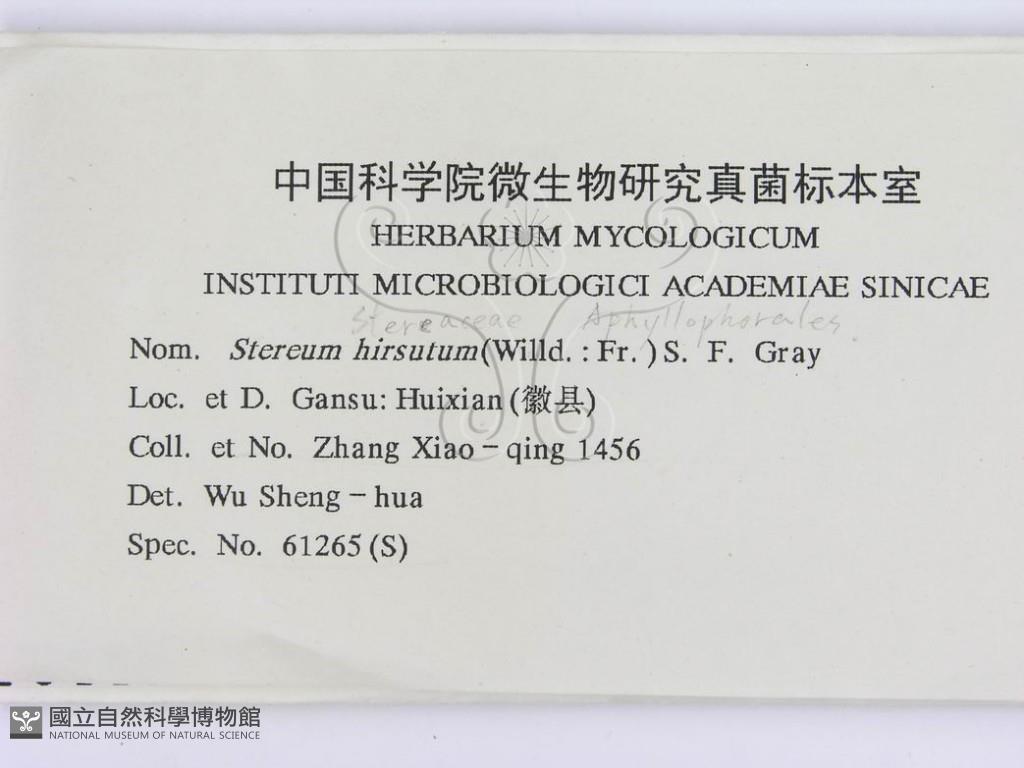 中国科学院微生物研究真菌标本室
HERBARIUM MYCOLOGICUM
INSTITUTI MICROBIOLOGICI ACADEMIAE SINICAE
Stereaceae Aphyllophorales
Nom. Stereum hirsutum(Willd.: Fr.)S. F. Gray
Loc. et D. Gansu: Huixian(徽县)
Coll. et No. Zhang Xiao-qing 1456
Det. Wu Sheng-hua
Spec. No. 61265(S)
國立自然科學博物館
NATIONAL MUSEUM OF NATURAL SCIENCE